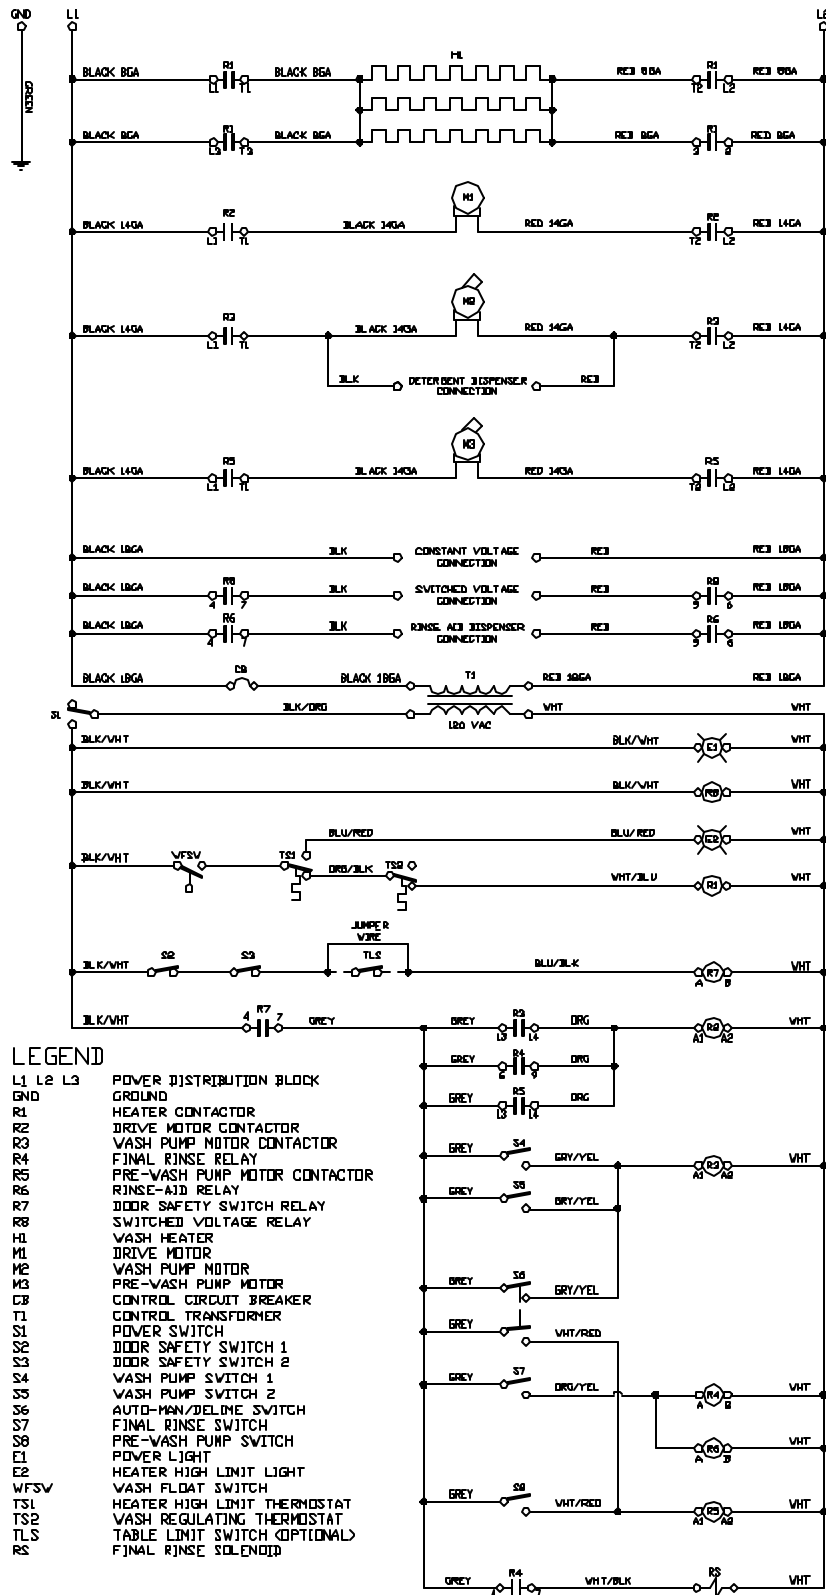 GND L1
GREEN
R1 H1 R1
BLACK 8GA BLACK 8GA RED 8GA RED 8GA
L1 T1 T2 L2
R1 R1
BLACK 8GA BLACK 8GA RED 8GA RED 8GA
L3 T3
M1
R2 R2
BLACK 14GA BLACK 14GA RED 14GA RED 14GA
L1 T1 T2 L2
M2
R3 R3
BLACK 14GA BLACK 14GA RED 14GA RED 14GA
L1 T1 T2 L2
BLK DETERGENT DISPENSER RED
CONNECTION
M3
R5 R5
BLACK 14GA BLACK 14GA RED 14GA RED 14GA
L1 T1 T2 L2
BLACK 18GA BLK CONSTANT VOLTAGE RED RED 18GA
CONNECTION
R8 R8
BLACK 18GA BLK SWITCHED VOLTAGE RED RED 18GA
4 7 CONNECTION 9 6
R6 R6
BLACK 18GA BLK RINSE AID DISPENSER RED RED 18GA
4 7 CONNECTION 9 6
CB T1
BLACK 18GA BLACK 18GA RED 18GA RED 18GA
S1 BLK/ORG WHT WHT
120 VAC
BLK/WHT BLK/WHT E1 WHT
BLK/WHT BLK/WHT R8 WHT
BLU/RED BLU/RED E2 WHT
BLK/WHT WFSW TS1 TS2
ORG/BLK WHT/BLU R1 WHT
JUMPER
WIRE
S2 S3 TLS
BLK/WHT BLU/BLK R7 WHT
A B
R7 R3
BLK/WHT 4 7 GREY GREY ORG R2 WHT
L3 L4 A1 A2
R4
GREY ORG
6 9
R5
GREY ORG
L3 L4
GREY S4
GRY/YEL R3 WHT
A1 A2
GREY S5
GRY/YEL
GREY S6
GRY/YEL
GREY
WHT/RED
GREY S7
ORG/YEL R4 WHT
A B
R6 WHT
A B
GREY S8
WHT/RED R5 WHT
A1 A2
GREY R4 WHT/BLK RS WHT
LEGEND
L1 L2 L3 POWER DISTRIBUTION BLOCK
GND GROUND
R1 HEATER CONTACTOR
R2 DRIVE MOTOR CONTACTOR
R3 WASH PUMP MOTOR CONTACTOR
R4 FINAL RINSE RELAY
R5 PRE-WASH PUMP MOTOR CONTACTOR
R6 RINSE-AID RELAY
R7 DOOR SAFETY SWITCH RELAY
R8 SWITCHED VOLTAGE RELAY
H1 WASH HEATER
M1 DRIVE MOTOR
M2 WASH PUMP MOTOR
M3 PRE-WASH PUMP MOTOR
CB CONTROL CIRCUIT BREAKER
T1 CONTROL TRANSFORMER
S1 POWER SWITCH
S2 DOOR SAFETY SWITCH 1
S3 DOOR SAFETY SWITCH 2
S4 WASH PUMP SWITCH 1
S5 WASH PUMP SWITCH 2
S6 AUTO-MAN/DELIME SWITCH
S7 FINAL RINSE SWITCH
S8 PRE-WASH PUMP SWITCH
E1 POWER LIGHT
E2 HEATER HIGH LIMIT LIGHT
WFSW WASH FLOAT SWITCH
TS1 HEATER HIGH LIMIT THERMOSTAT
TS2 WASH REGULATING THERMOSTAT
TLS TABLE LIMIT SWITCH (OPTIONAL)
RS FINAL RINSE SOLENOID